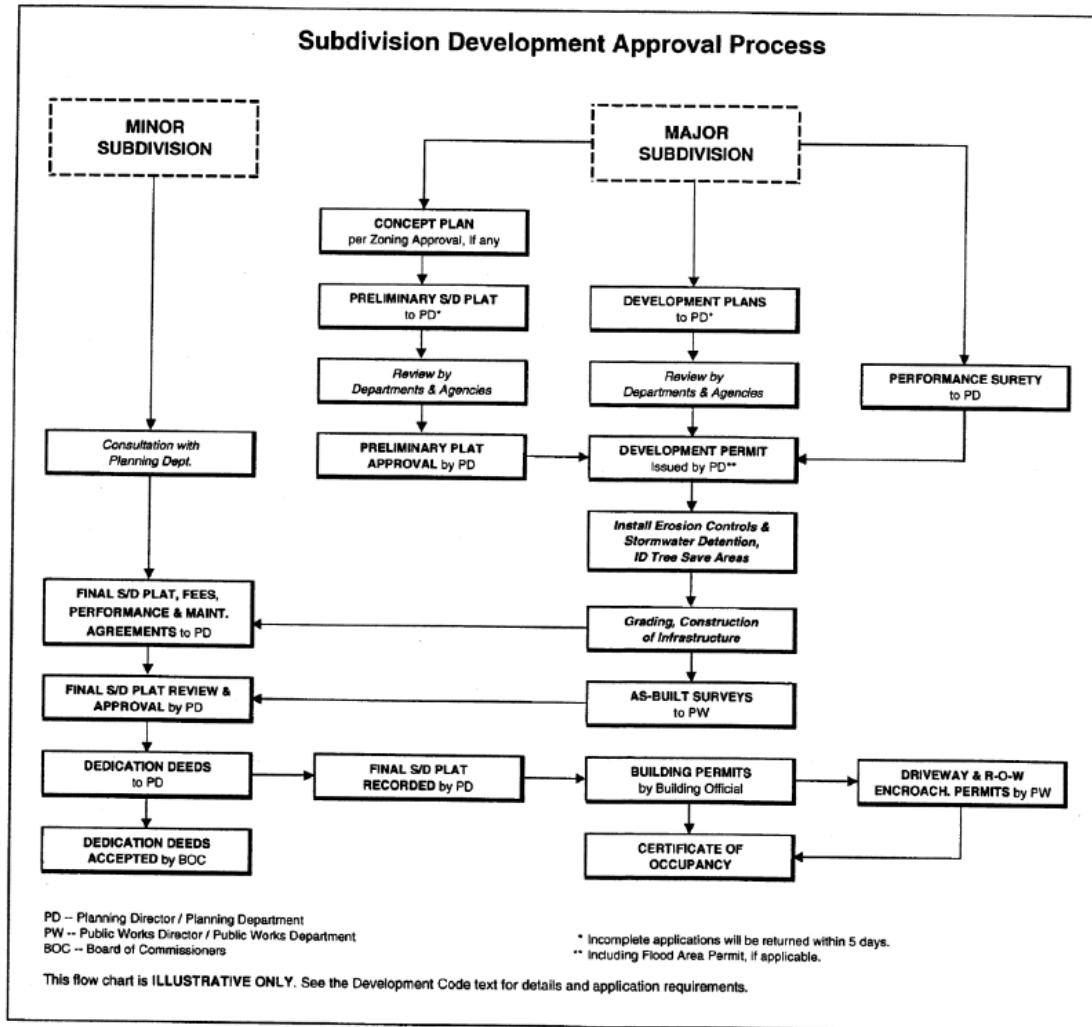 Subdivision Development Approval Process
MINOR
SUBDIVISION
MAJOR
SUBDIVISION
CONCEPT PLAN
per Zoning Approval, If any
PRELIMINARY S/D PLAT
to PD*
DEVELOPMENT PLANS
to PD*
Review by
Departments & Agencies
Review by
Departments & Agencies
PERFORMANCE SURETY
to PD
Consultation with
Planning Dept.
PRELIMINARY PLAT
APPROVAL by PD
DEVELOPMENT PERMIT
Issued by PD**
Install Erosion Controls &
Stormwater Detention,
ID Tree Save Areas
FINAL S/D PLAT, FEES,
PERFORMANCE & MAINT.
AGREEMENTS to PD
Grading, Construction
of Infrastructure
FINAL S/D PLAT REVIEW &
APPROVAL by PD
AS-BUILT SURVEYS
to PW
DEDICATION DEEDS
to PD
FINAL S/D PLAT
RECORDED by PD
BUILDING PERMITS
by Building Official
DRIVEWAY & R-O-W
ENCROACH. PERMITS by PW
DEDICATION DEEDS
ACCEPTED by BOC
CERTIFICATE OF
OCCUPANCY
PD -- Planning Director / Planning Department
PW -- Public Works Director / Public Works Department
BOC -- Board of Commissioners
* Incomplete applications will be returned within 5 days.
** Including Flood Area Permit, if applicable.
This flow chart is ILLUSTRATIVE ONLY. See the Development Code text for details and application requirements.